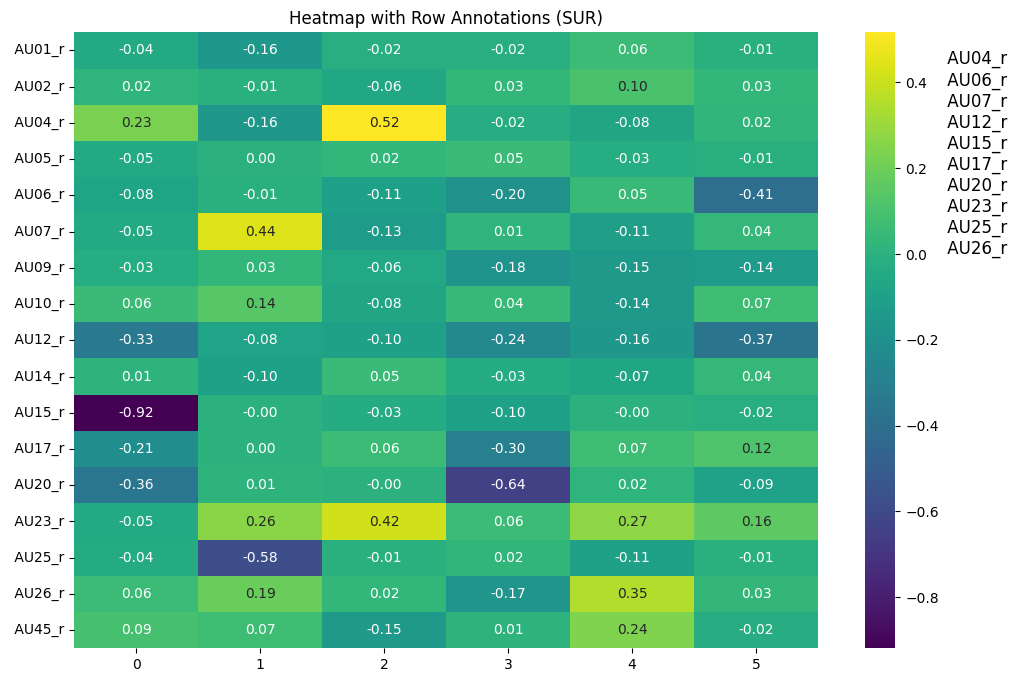 Heatmap with Row Annotations (SUR)
AU01_r -0.04 -0.16 -0.02 -0.02 0.06 -0.01
AU02_r 0.02 -0.01 -0.06 0.03 0.10 0.03
AU04_r 0.23 -0.16 0.52 -0.02 -0.08 0.02
AU05_r -0.05 0.00 0.02 0.05 -0.03 -0.01
AU06_r -0.08 -0.01 -0.11 -0.20 0.05 -0.41
AU07_r -0.05 0.44 -0.13 0.01 -0.11 0.04
AU09_r -0.03 0.03 -0.06 -0.18 -0.15 -0.14
AU10_r 0.06 0.14 -0.08 0.04 -0.14 0.07
AU12_r -0.33 -0.08 -0.10 -0.24 -0.16 -0.37
AU14_r 0.01 -0.10 0.05 -0.03 -0.07 0.04
AU15_r -0.92 -0.00 -0.03 -0.10 -0.00 -0.02
AU17_r -0.21 0.00 0.06 -0.30 0.07 0.12
AU20_r -0.36 0.01 -0.00 -0.64 0.02 -0.09
AU23_r -0.05 0.26 0.42 0.06 0.27 0.16
AU25_r -0.04 -0.58 -0.01 0.02 -0.11 -0.01
AU26_r 0.06 0.19 0.02 -0.17 0.35 0.03
AU45_r 0.09 0.07 -0.15 0.01 0.24 -0.02
0 1 2 3 4 5
0.4
0.2
0.0
−0.2
−0.4
−0.6
−0.8
AU04_r
AU06_r
AU07_r
AU12_r
AU15_r
AU17_r
AU20_r
AU23_r
AU25_r
AU26_r